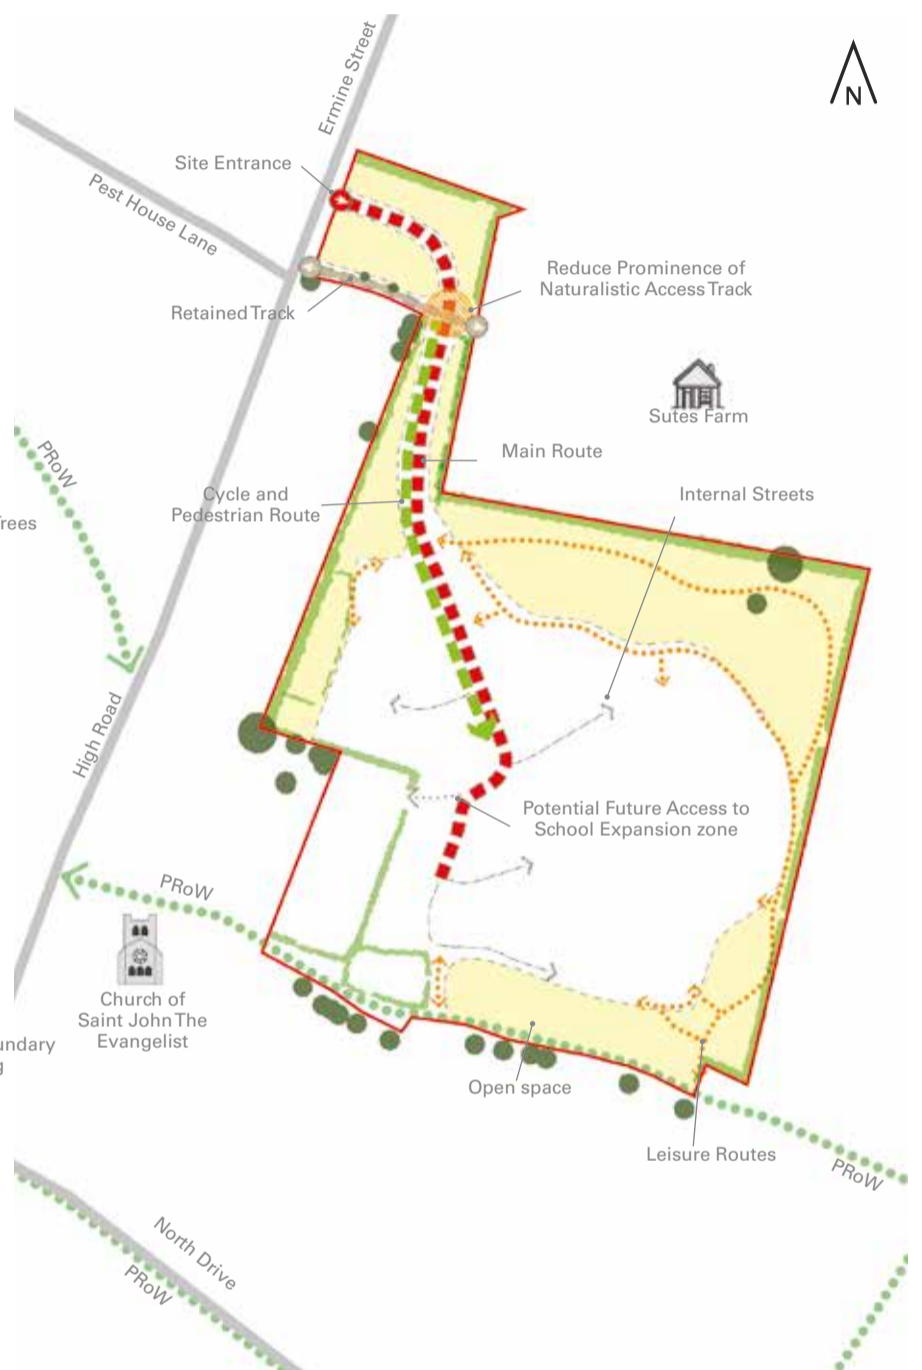 Ermine Street
N
Site Entrance
Pest House Lane
Reduce Prominence of
Naturalistic Access Track
Retained Track
Sutes Farm
PRoW
Main Route
Cycle and
Pedestrian Route
Internal Streets
rees
High Road
Potential Future Access to
School Expansion zone
PRoW
Church of
Saint John The
Evangelist
undary
g
Open space
Leisure Routes
PRoW
North Drive
PRoW